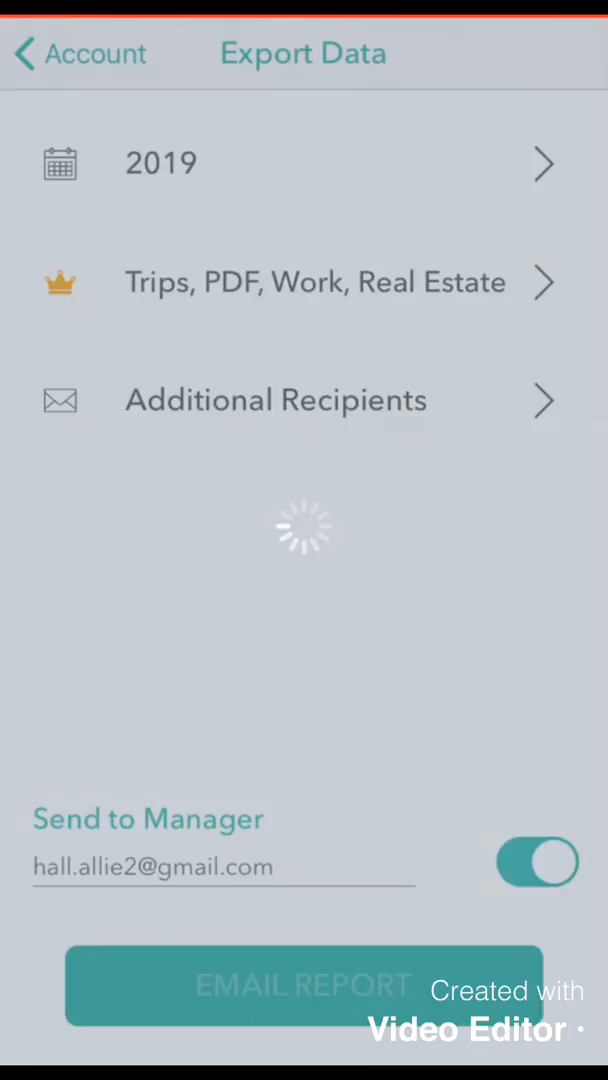 Account
Export Data
2019
Trips, PDF, Work, Real Estate
Additional Recipients
Send to Manager
hall.allie2@gmail.com
EMAIL REPORT
Created with
Video Editor ·